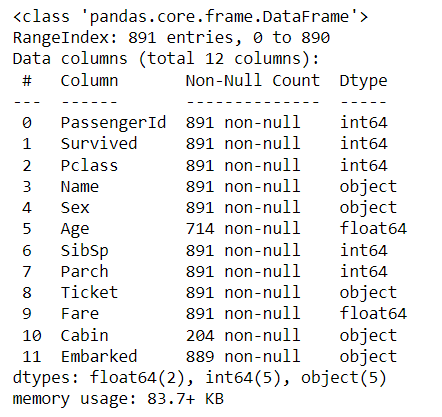 <class 'pandas.core.frame.DataFrame'>
RangeIndex: 891 entries, 0 to 890
Data columns (total 12 columns):
 #   Column       Non-Null Count  Dtype
---  ------       --------------  -----
 0   PassengerId  891 non-null    int64
 1   Survived     891 non-null    int64
 2   Pclass       891 non-null    int64
 3   Name         891 non-null    object
 4   Sex          891 non-null    object
 5   Age          714 non-null    float64
 6   SibSp        891 non-null    int64
 7   Parch        891 non-null    int64
 8   Ticket       891 non-null    object
 9   Fare         891 non-null    float64
 10  Cabin        204 non-null    object
 11  Embarked     889 non-null    object
dtypes: float64(2), int64(5), object(5)
memory usage: 83.7+ KB